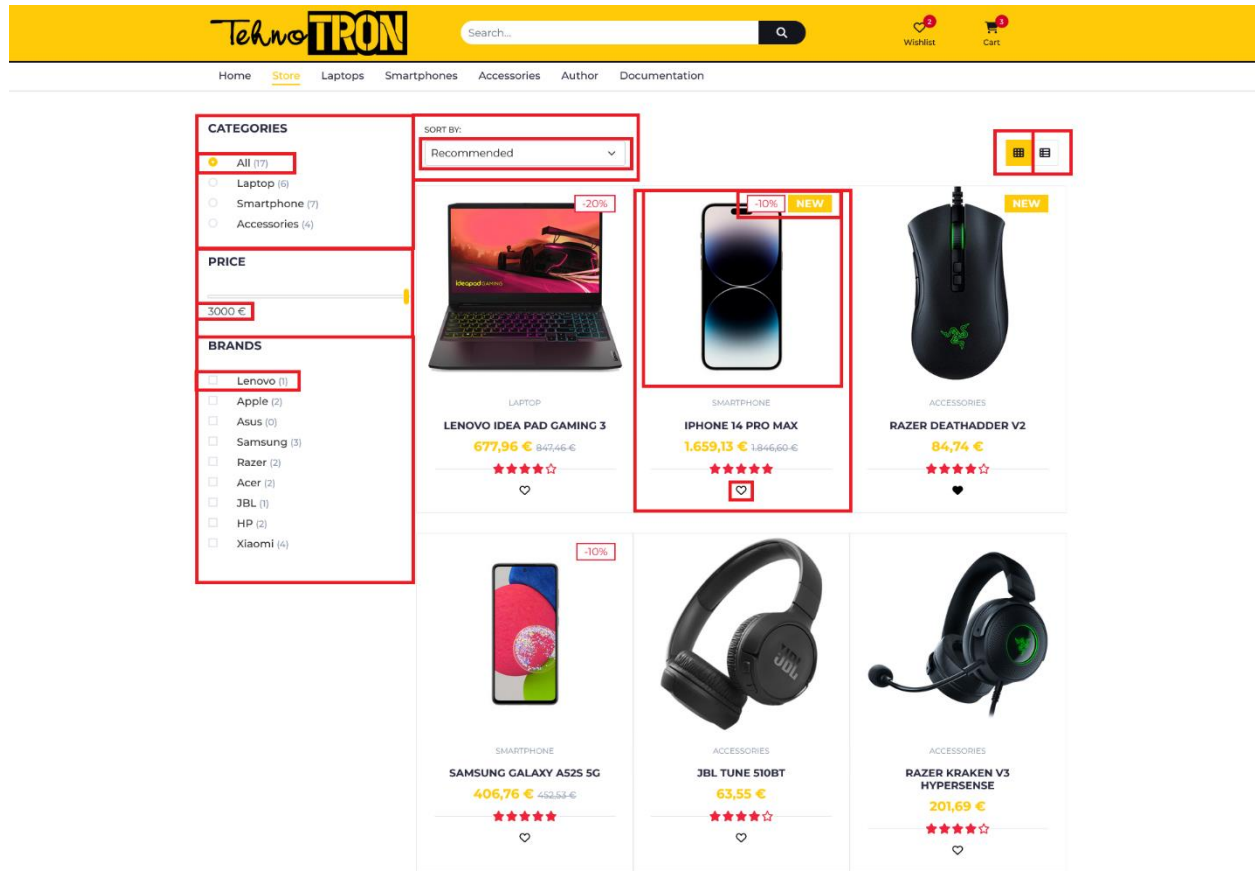 Tehno TRON
Search...
2
Wishlist
3
Cart
Home Store Laptops Smartphones Accessories Author Documentation
CATEGORIES
All (17)
Laptop (6)
Smartphone (7)
Accessories (4)
PRICE
3000 €
BRANDS
Lenovo (1)
Apple (2)
Asus (0)
Samsung (3)
Razer (2)
Acer (2)
JBL (1)
HP (2)
Xiaomi (4)
SORT BY:
Recommended
-20%
ideapad GAMING
LAPTOP
LENOVO IDEA PAD GAMING 3
677,96 € 847,46 €
-10% NEW
SMARTPHONE
IPHONE 14 PRO MAX
1.659,13 € 1.846,60 €
NEW
ACCESSORIES
RAZER DEATHADDER V2
84,74 €
-10%
SMARTPHONE
SAMSUNG GALAXY A52S 5G
406,76 € 452,53 €
JBL
ACCESSORIES
JBL TUNE 510BT
63,55 €
ACCESSORIES
RAZER KRAKEN V3
HYPERSENSE
201,69 €